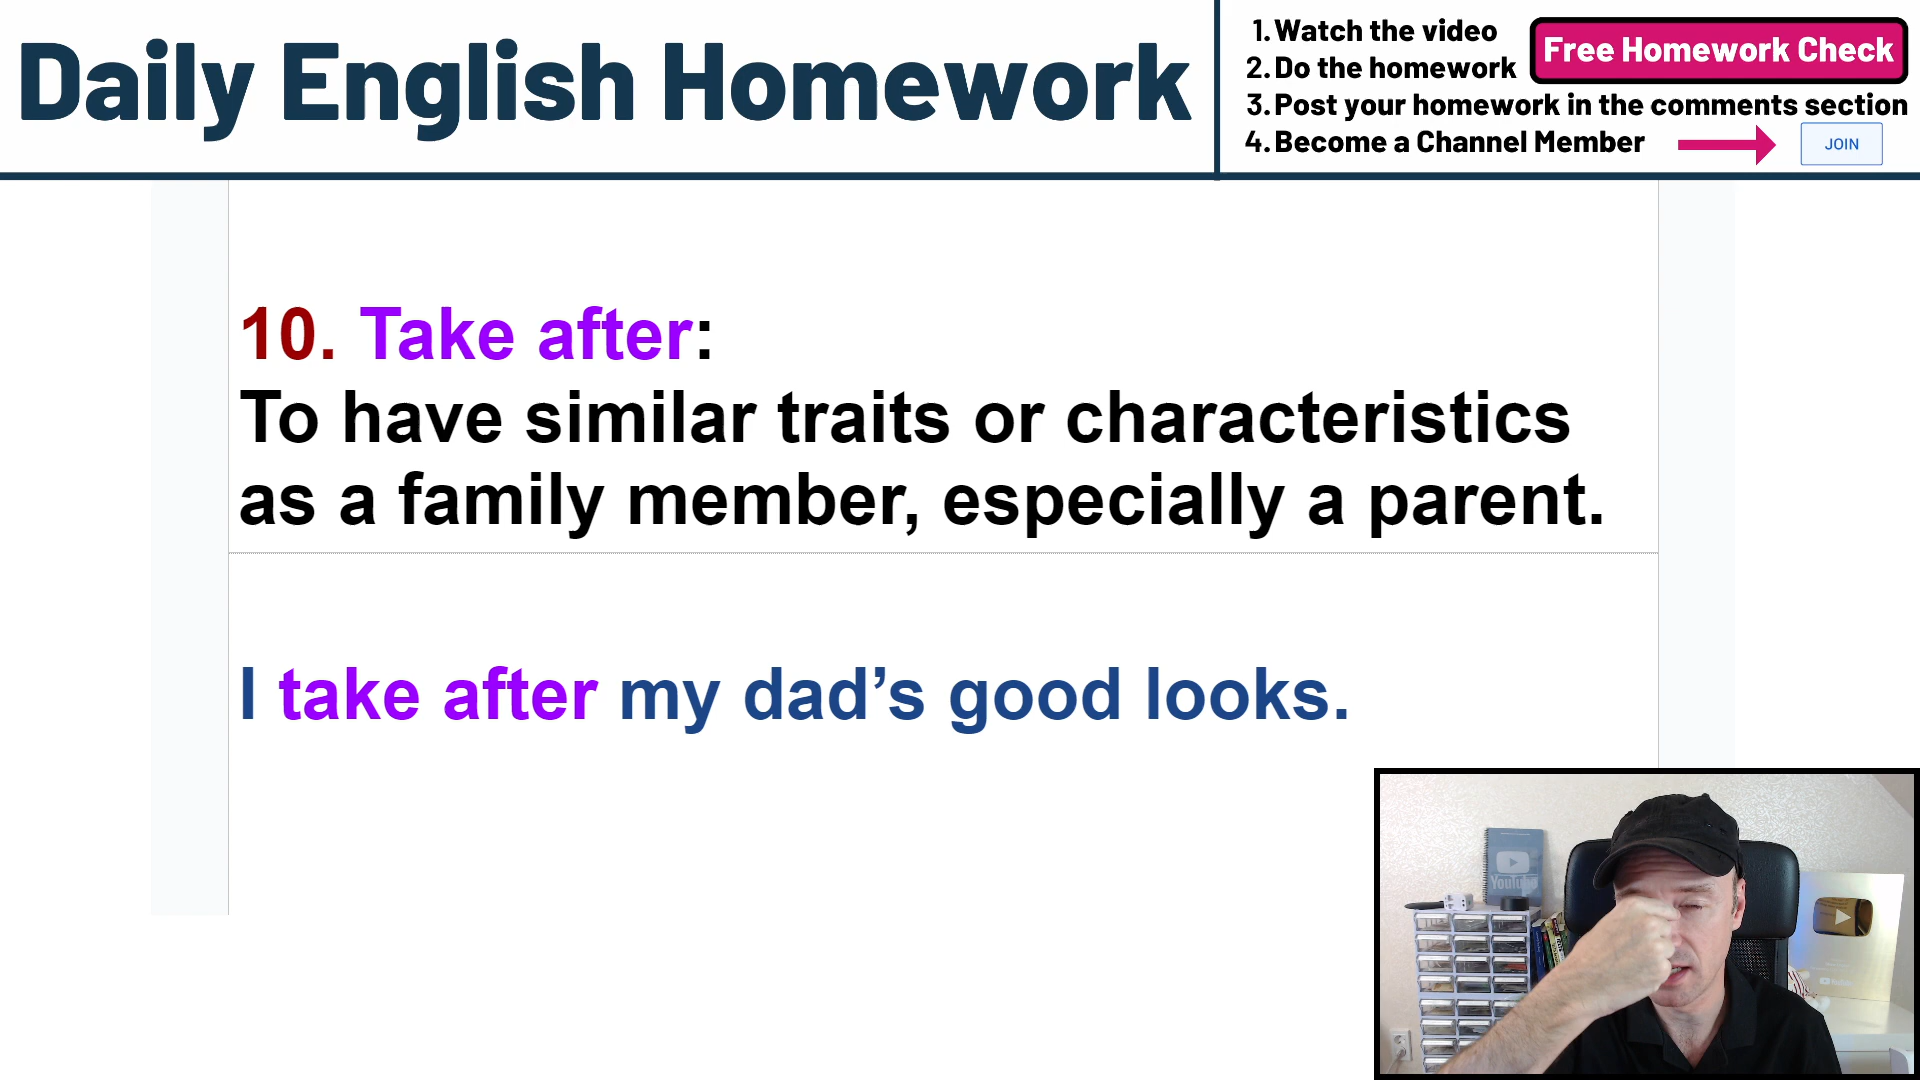 Daily English Homework
1. Watch the video
2. Do the homework
Free Homework Check
3. Post your homework in the comments section
4. Become a Channel Member
JOIN
10. Take after:
To have similar traits or characteristics
as a family member, especially a parent.
I take after my dad’s good looks.
YouTube